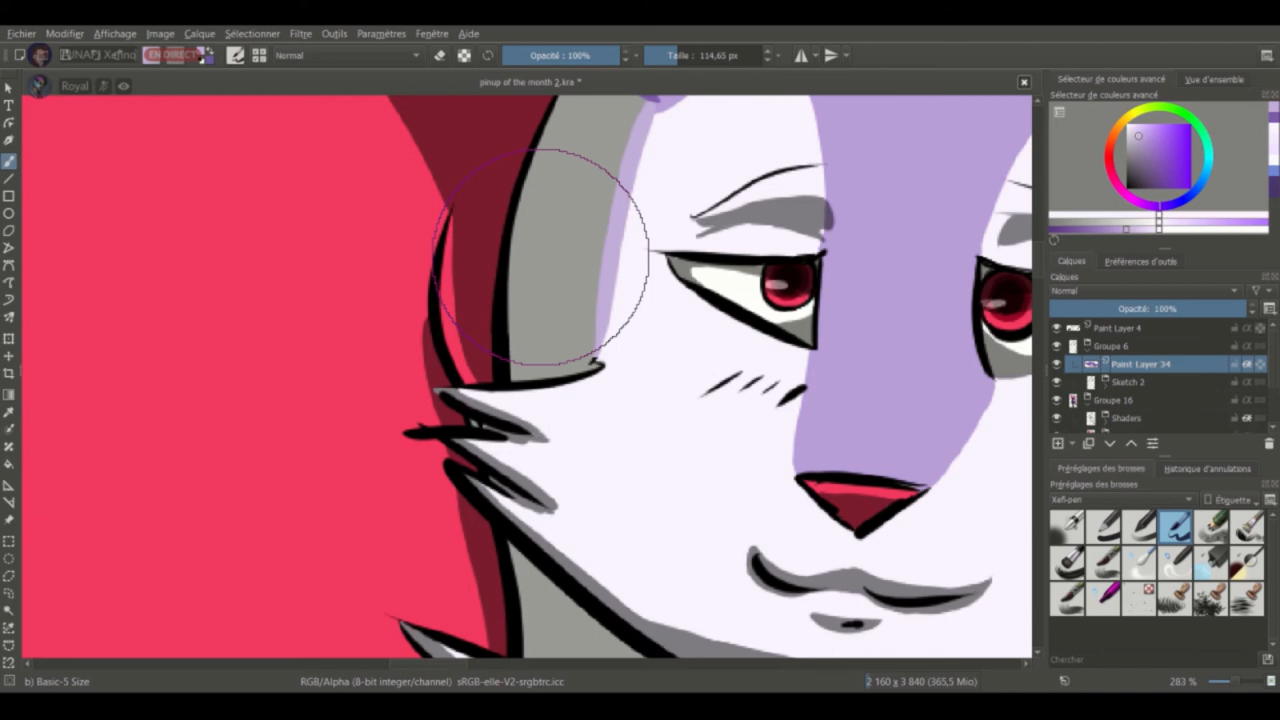 Fichier Modifier Affichage Image Calque Sélectionner Filtre Outils Paramètres Fenêtre Aide
EN DIRECT Normal Opacité : 100% Taille : 114,65 px
Royal
pinup of the month 2.kra *
Sélecteur de couleurs avancé Vue d'ensemble
Sélecteur de couleurs avancé
Calques Préférences d'outils
Calques
Normal
Opacité: 100%
Paint Layer 4
Groupe 6
Paint Layer 34
Sketch 2
Groupe 16
Shaders
Préréglages des brosses Historique d'annulations
Préréglages des brosses
Xefi-pen Étiquette
Chercher
b) Basic-5 Size RGB/Alpha (8-bit integer/channel) sRGB-elle-V2-srgbtrc.icc 2 160 x 3 840 (365,5 Mio) 283 %